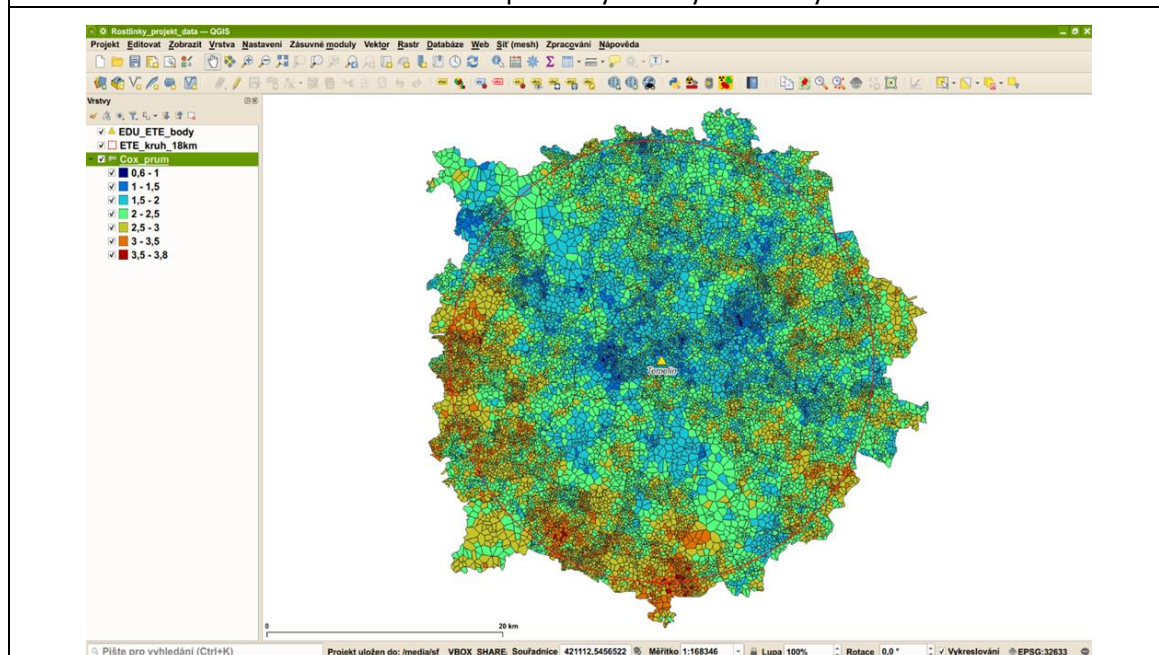 Rostlinky_projekt_data — QGIS
Projekt Editovat Zobrazit Vrstva Nastavení Zásuvné moduly Vektor Rastr Databáze Web Síť (mesh) Zpracování Nápověda
Vrstvy
EDU_ETE_body
ETE_kruh_18km
Cox_prum
0,6 - 1
1 - 1,5
1,5 - 2
2 - 2,5
2,5 - 3
3 - 3,5
3,5 - 3,8
Temelín
0 20 km
Pište pro vyhledání (Ctrl+K) Projekt uložen do: /media/sf_VBOX_SHARE. Souřadnice 421112.5456522 Měřítko 1:168346 Lupa 100% Rotace 0.0 ° Vykreslování EPSG:32633